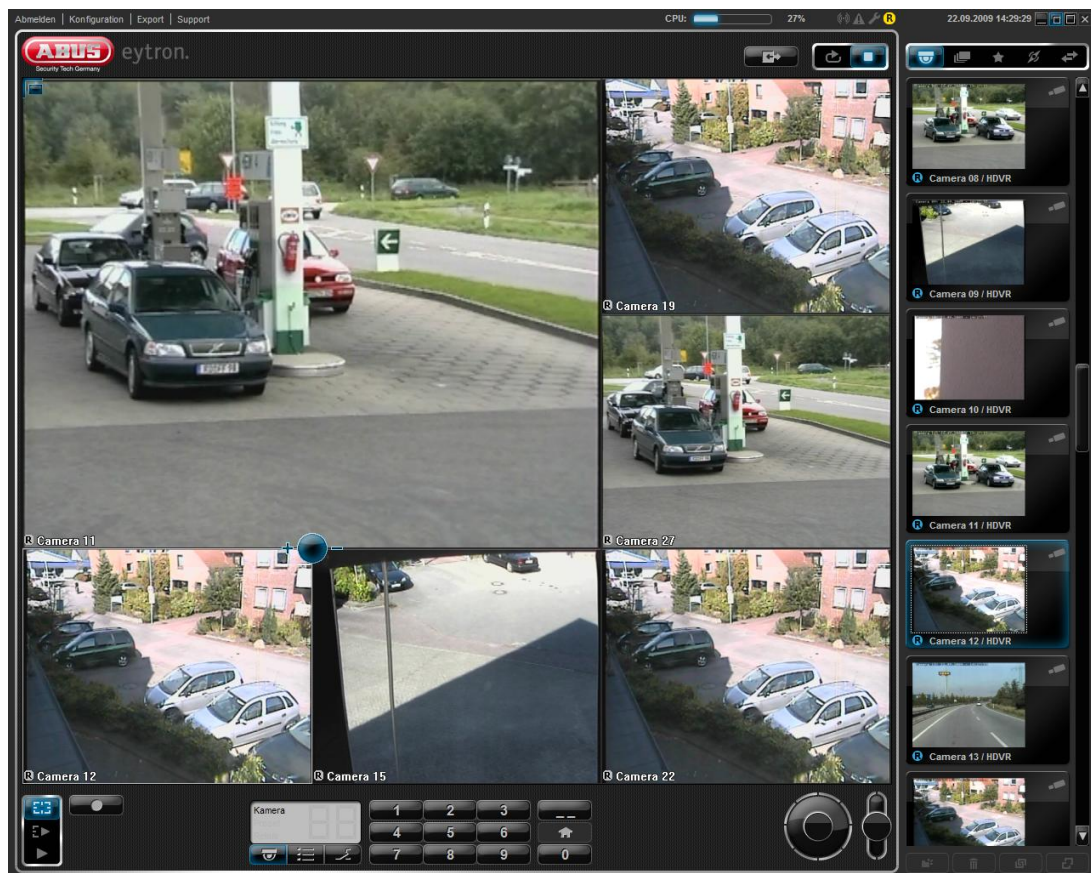 Abmelden | Konfiguration | Export | Support
CPU: 27%
R
22.09.2009 14:29:29
ABUS
Security Tech Germany
eytron.
R Camera 11
R Camera 19
R Camera 27
R Camera 12
R Camera 15
R Camera 22
R Camera 08 / HDVR
R Camera 09 / HDVR
R Camera 10 / HDVR
R Camera 11 / HDVR
R Camera 12 / HDVR
R Camera 13 / HDVR
Kamera
1 2 3
4 5 6
7 8 9 0